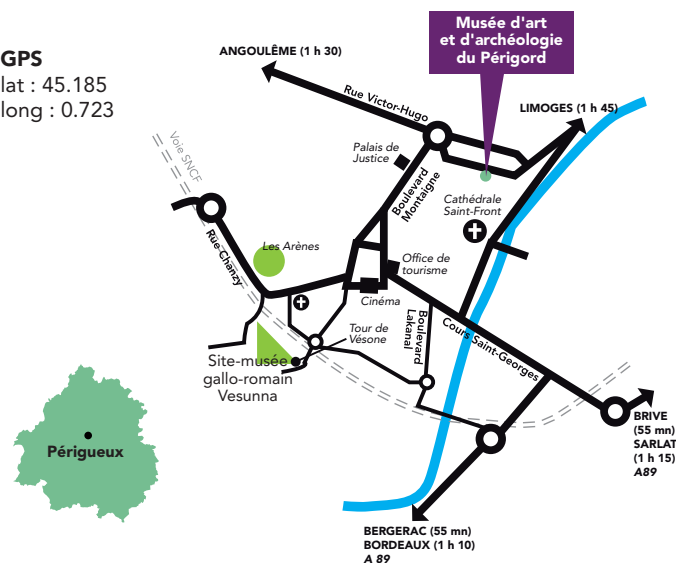 GPS
lat : 45.185
long : 0.723
Musée d'art
et d'archéologie
du Périgord
ANGOULÊME (1 h 30)
Rue Victor-Hugo
LIMOGES (1 h 45)
Voie SNCF
Palais de
Justice
Boulevard
Montaigne
Cathédrale
Saint-Front
Rue Chanzy
Les Arènes
Office de
tourisme
Cinéma
Tour de
Vésone
Boulevard
Lakanal
Cours Saint-Georges
Site-musée
gallo-romain
Vesunna
Périgueux
BRIVE
(55 mn)
SARLAT
(1 h 15)
A89
BERGERAC (55 mn)
BORDEAUX (1 h 10)
A 89